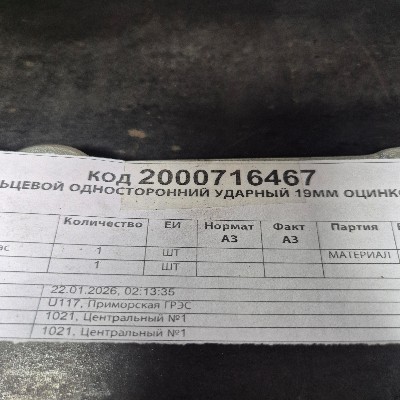 Код 2000716467
ЬЦЕВОЙ ОДНОСТОРОННИЙ УДАРНЫЙ 19ММ ОЦИНК
Количество ЕИ Нормат АЗ Факт АЗ Партия
ас 1 ШТ МАТЕРИАЛ
1 ШТ
22.01.2026, 02:13:35
U117, Приморская ГРЭС
1021, Центральный №1
1021, Центральный №1